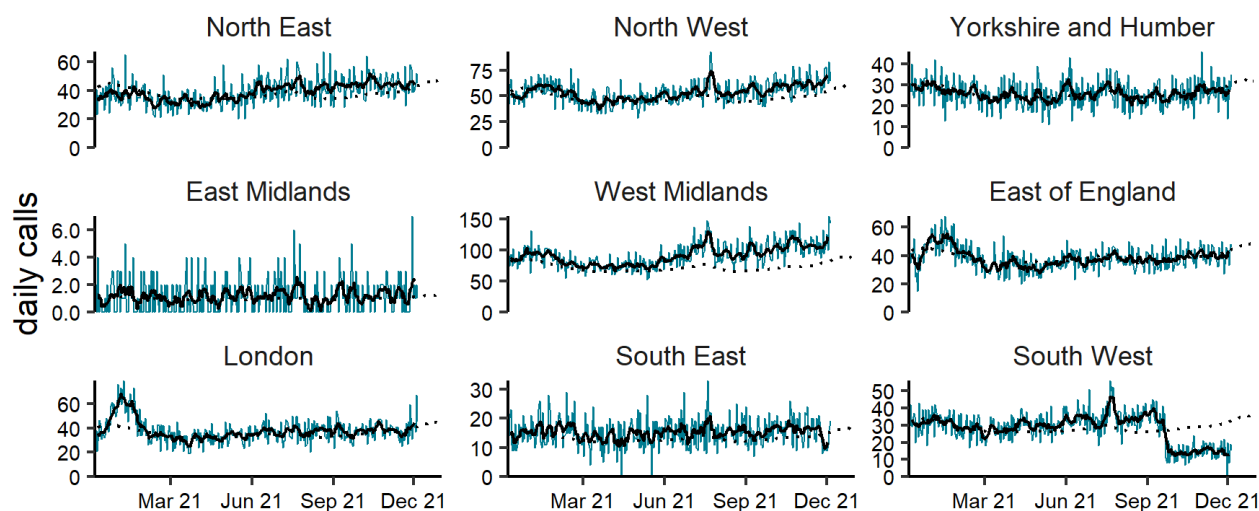 North East North West Yorkshire and Humber
60 75 40
40 50 30
20 25 20
0 0 10
0
East Midlands West Midlands East of England
daily calls
6.0 150 60
4.0 100 40
2.0 50 20
0.0 0 0
London South East South West
60 30 50
40 20 40
20 10 30
0 0 20
10
0
Mar 21 Jun 21 Sep 21 Dec 21 Mar 21 Jun 21 Sep 21 Dec 21 Mar 21 Jun 21 Sep 21 Dec 21